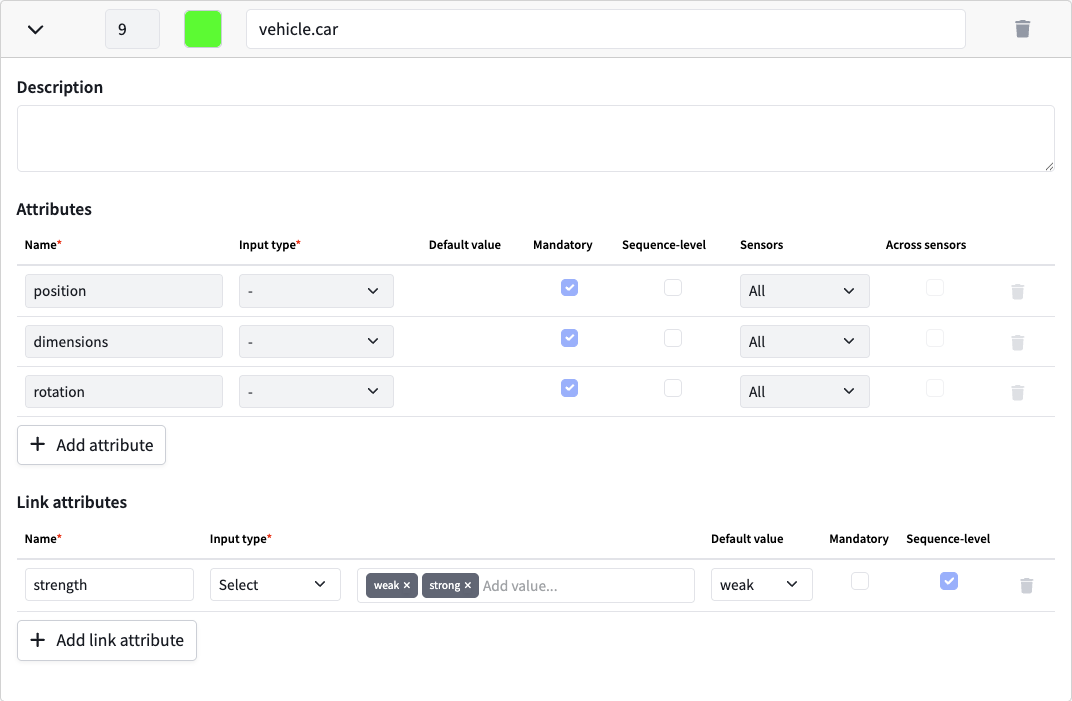 9 vehicle.car
Description
Attributes
Name* Input type* Default value Mandatory Sequence-level Sensors Across sensors
position - All
dimensions - All
rotation - All
+ Add attribute
Link attributes
Name* Input type* Default value Mandatory Sequence-level
strength Select weak × strong × Add value... weak
+ Add link attribute